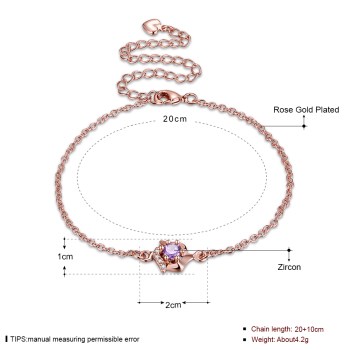 20cm
Rose Gold Plated
1cm
Zircon
2cm
TIPS:manual measuring permissible error
Chain length: 20+10cm
Weight: About4.2g